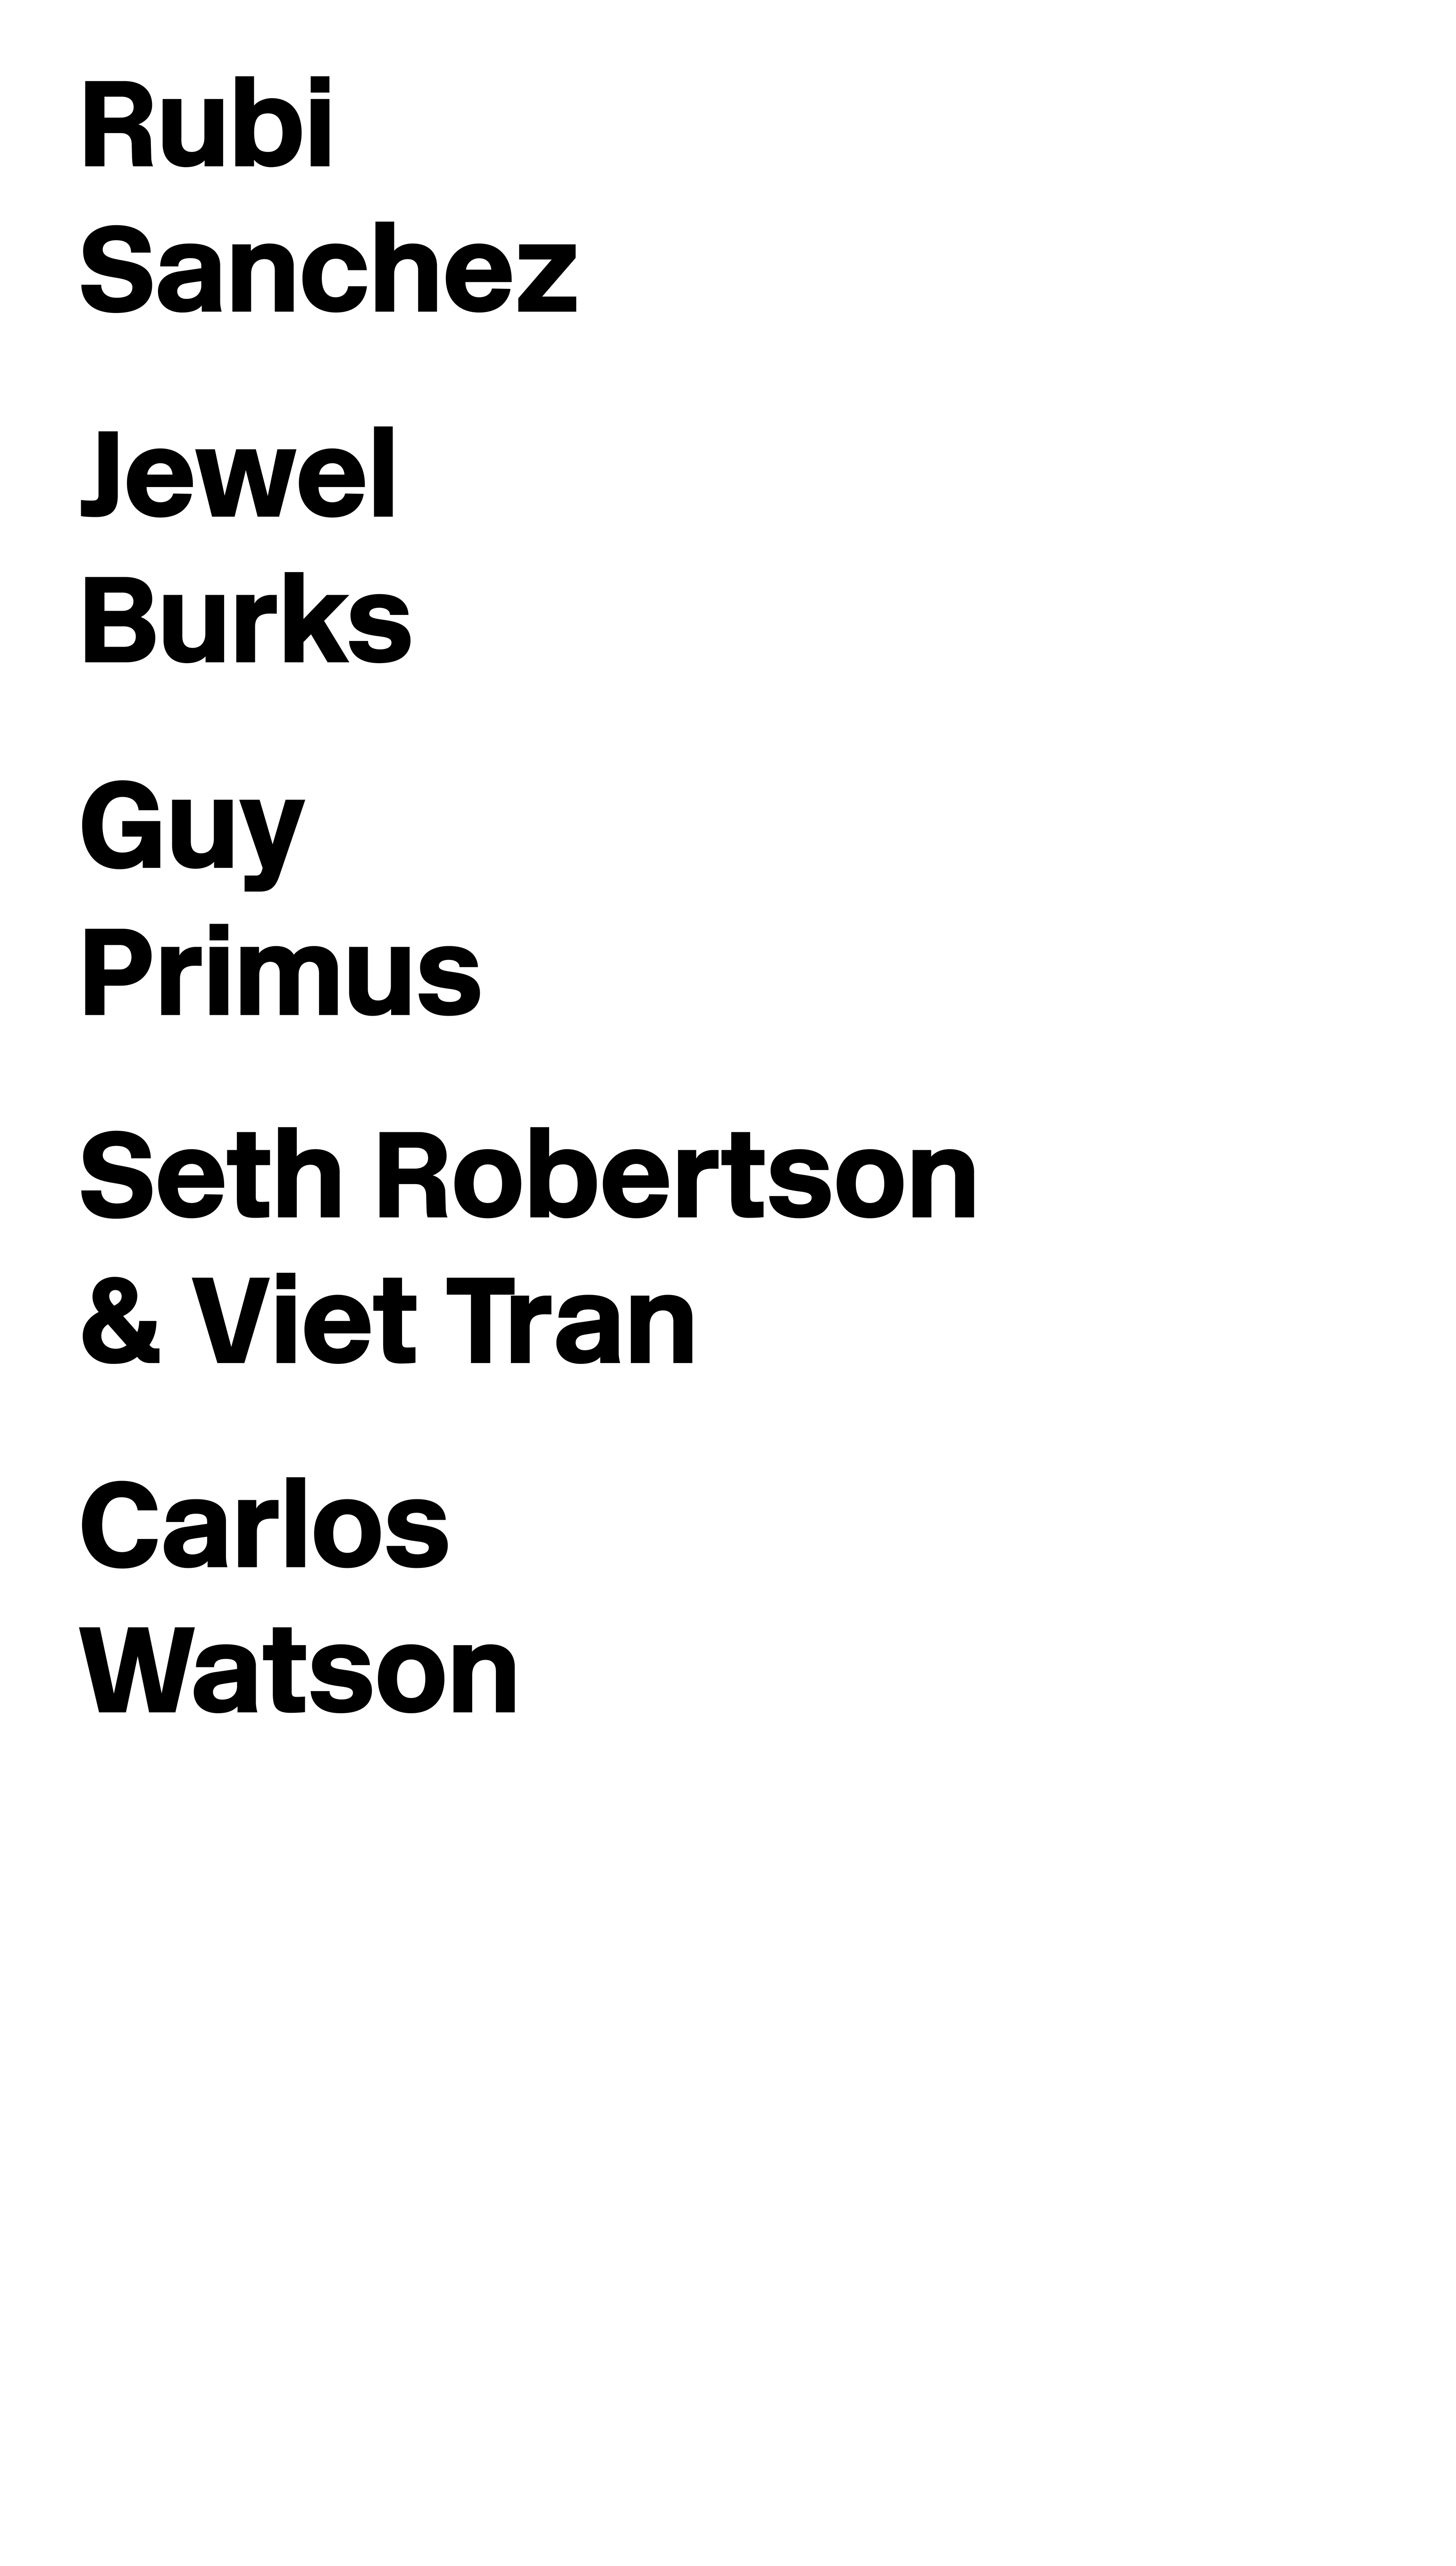 Rubi
Sanchez
Jewel
Burks
Guy
Primus
Seth Robertson
& Viet Tran
Carlos
Watson